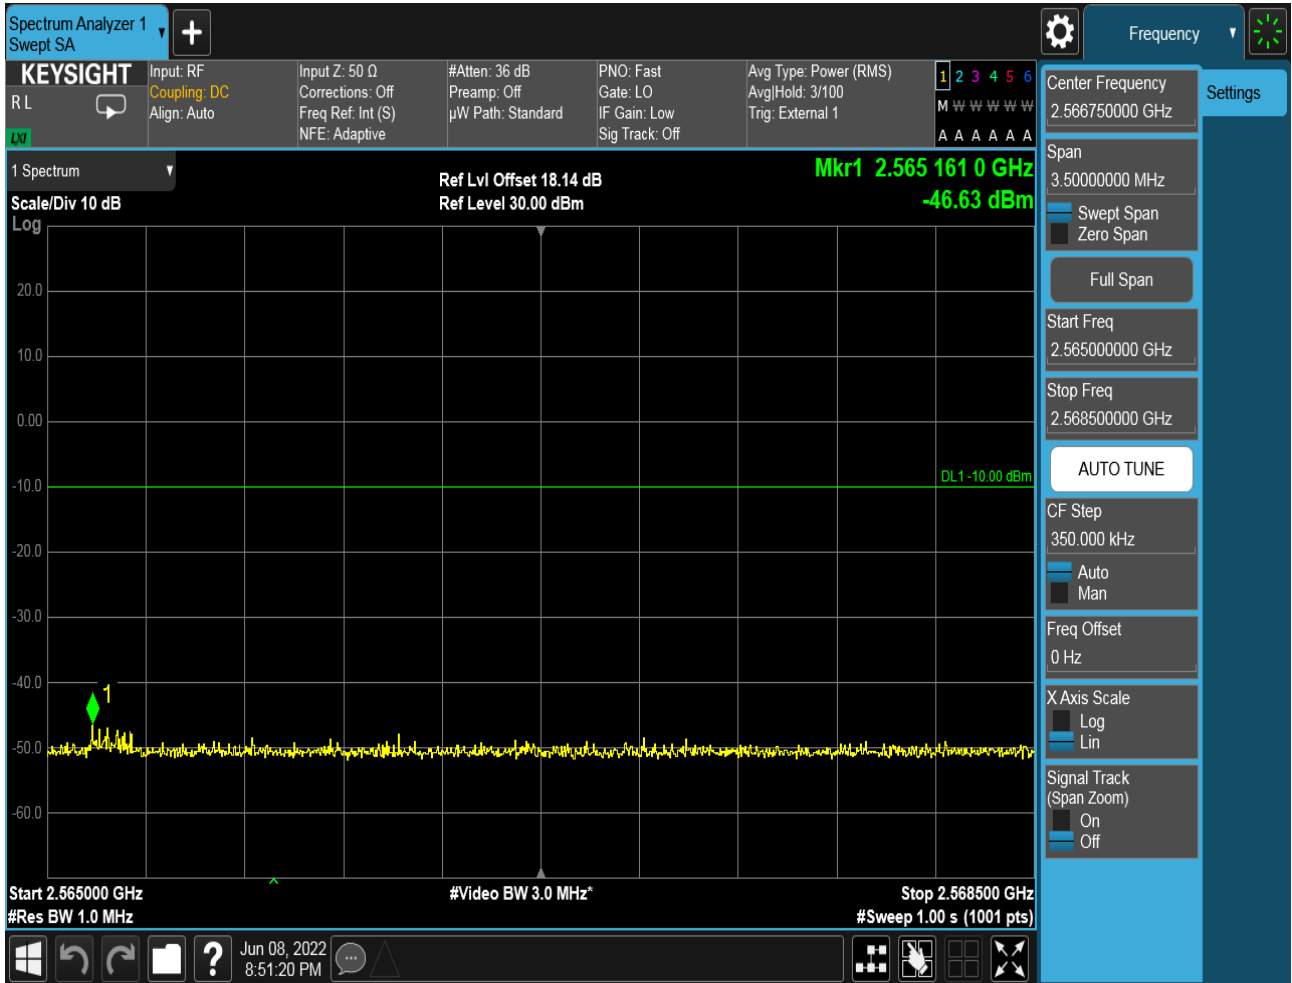 Spectrum Analyzer 1
Swept SA
Frequency
KEYSIGHT
R L
LXI
Input: RF
Coupling: DC
Align: Auto
Input Z: 50 Ω
Corrections: Off
Freq Ref: Int (S)
NFE: Adaptive
#Atten: 36 dB
Preamp: Off
µW Path: Standard
PNO: Fast
Gate: LO
IF Gain: Low
Sig Track: Off
Avg Type: Power (RMS)
Avg|Hold: 3/100
Trig: External 1
1 2 3 4 5 6
M W W W W W
A A A A A A
1 Spectrum
Scale/Div 10 dB
Log
Ref Lvl Offset 18.14 dB
Ref Level 30.00 dBm
Mkr1 2.565 161 0 GHz
-46.63 dBm
20.0
10.0
0.00
-10.0
-20.0
-30.0
-40.0
-50.0
-60.0
DL1 -10.00 dBm
1
Start 2.565000 GHz
#Res BW 1.0 MHz
#Video BW 3.0 MHz*
Stop 2.568500 GHz
#Sweep 1.00 s (1001 pts)
Center Frequency
2.566750000 GHz
Settings
Span
3.50000000 MHz
Swept Span
Zero Span
Full Span
Start Freq
2.565000000 GHz
Stop Freq
2.568500000 GHz
AUTO TUNE
CF Step
350.000 kHz
Auto
Man
Freq Offset
0 Hz
X Axis Scale
Log
Lin
Signal Track
(Span Zoom)
On
Off
?
Jun 08, 2022
8:51:20 PM